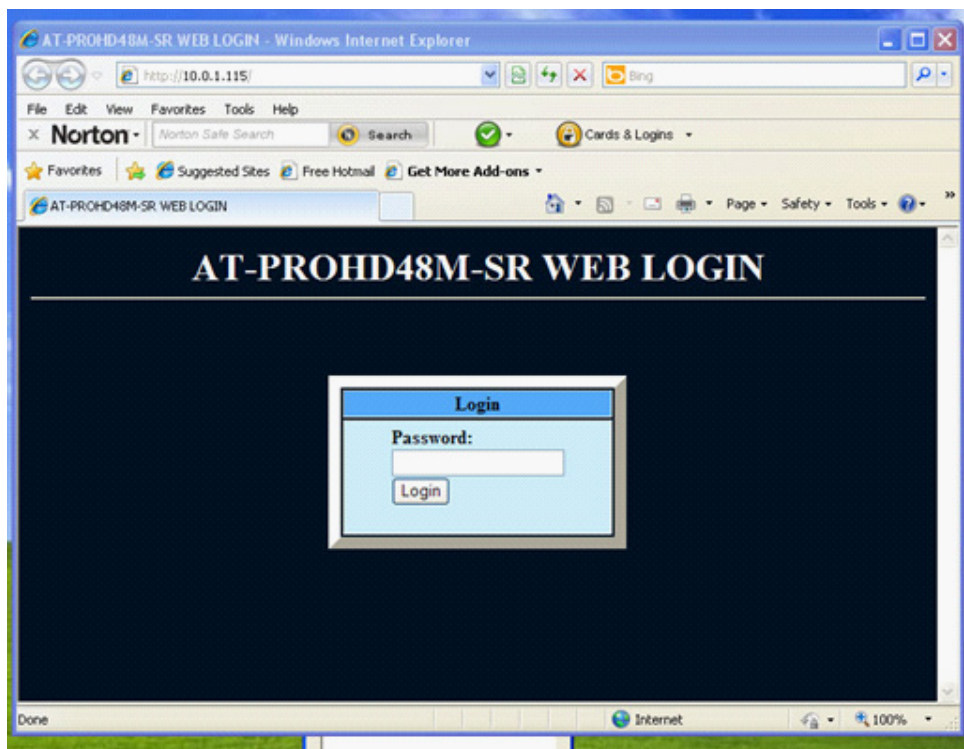 AT-PROHD48M-SR WEB LOGIN - Windows Internet Explorer
http://10.0.1.115/
Bing
File Edit View Favorites Tools Help
x Norton Norton Safe Search Search Cards & Logins
Favorites Suggested Sites Free Hotmail Get More Add-ons
AT-PROHD48M-SR WEB LOGIN
Page Safety Tools
AT-PROHD48M-SR WEB LOGIN
Login
Password:
Login
Done Internet 100%